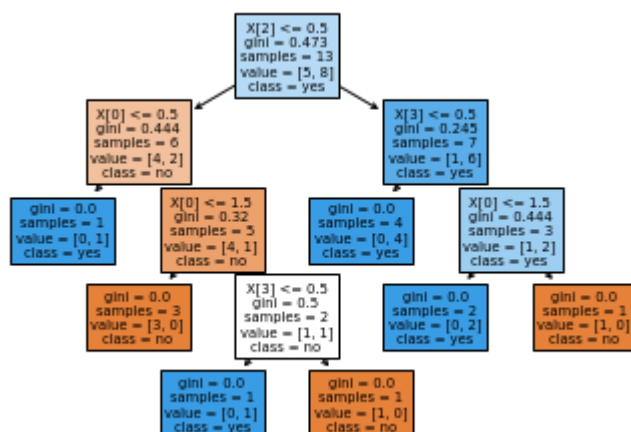 X[2] <= 0.5
gini = 0.473
samples = 13
value = [5, 8]
class = yes
X[0] <= 0.5
gini = 0.444
samples = 6
value = [4, 2]
class = no
X[3] <= 0.5
gini = 0.245
samples = 7
value = [1, 6]
class = yes
gini = 0.0
samples = 1
value = [0, 1]
class = yes
X[0] <= 1.5
gini = 0.32
samples = 5
value = [4, 1]
class = no
gini = 0.0
samples = 4
value = [0, 4]
class = yes
X[0] <= 1.5
gini = 0.444
samples = 3
value = [1, 2]
class = yes
gini = 0.0
samples = 3
value = [3, 0]
class = no
X[3] <= 0.5
gini = 0.5
samples = 2
value = [1, 1]
class = no
gini = 0.0
samples = 2
value = [0, 2]
class = yes
gini = 0.0
samples = 1
value = [1, 0]
class = no
gini = 0.0
samples = 1
value = [0, 1]
class = yes
gini = 0.0
samples = 1
value = [1, 0]
class = no